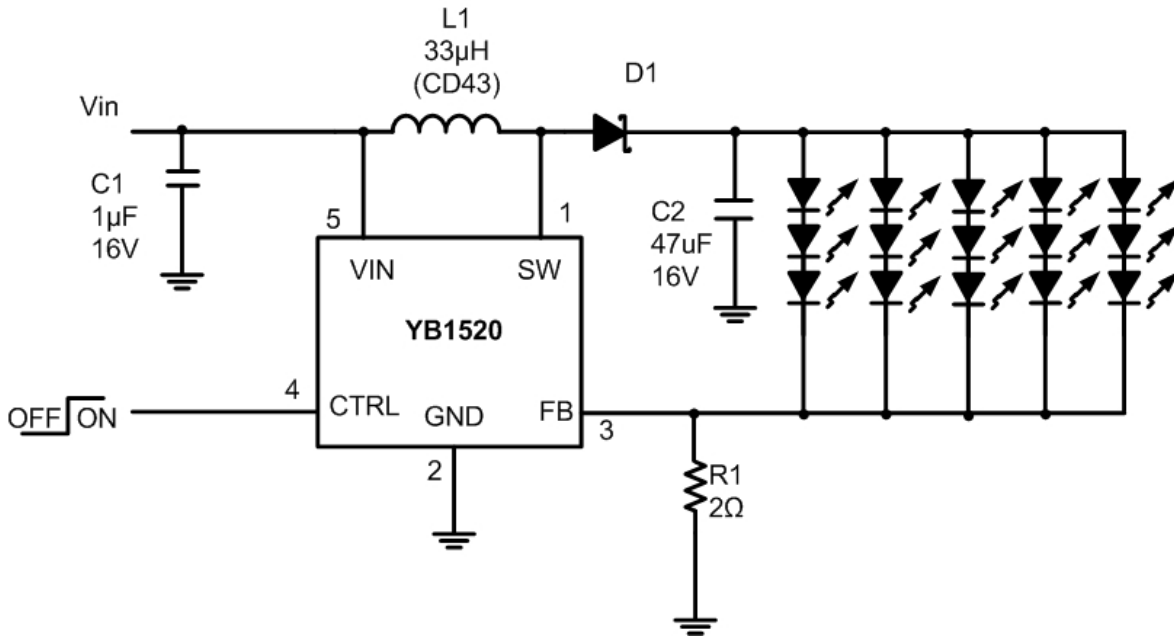 L1
33µH
(CD43)
D1
Vin
C1
1µF
16V
5
1
VIN
SW
C2
47uF
16V
YB1520
OFF ON
4
CTRL
GND
FB
3
2
R1
2Ω